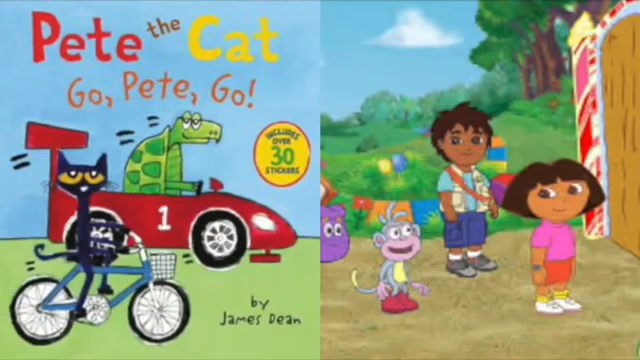 Pete the Cat
Go, Pete, Go!
INCLUDES
OVER
30
STICKERS
1
by
James Dean